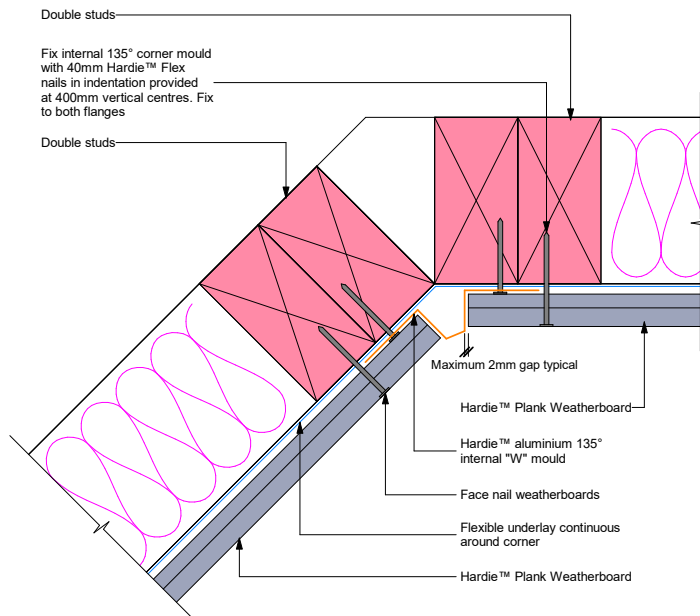 Double studs
Fix internal 135° corner mould
with 40mm Hardie™ Flex
nails in indentation provided
at 400mm vertical centres. Fix
to both flanges
Double studs
Maximum 2mm gap typical
Hardie™ Plank Weatherboard
Hardie™ aluminium 135°
internal "W" mould
Face nail weatherboards
Flexible underlay continuous
around corner
Hardie™ Plank Weatherboard